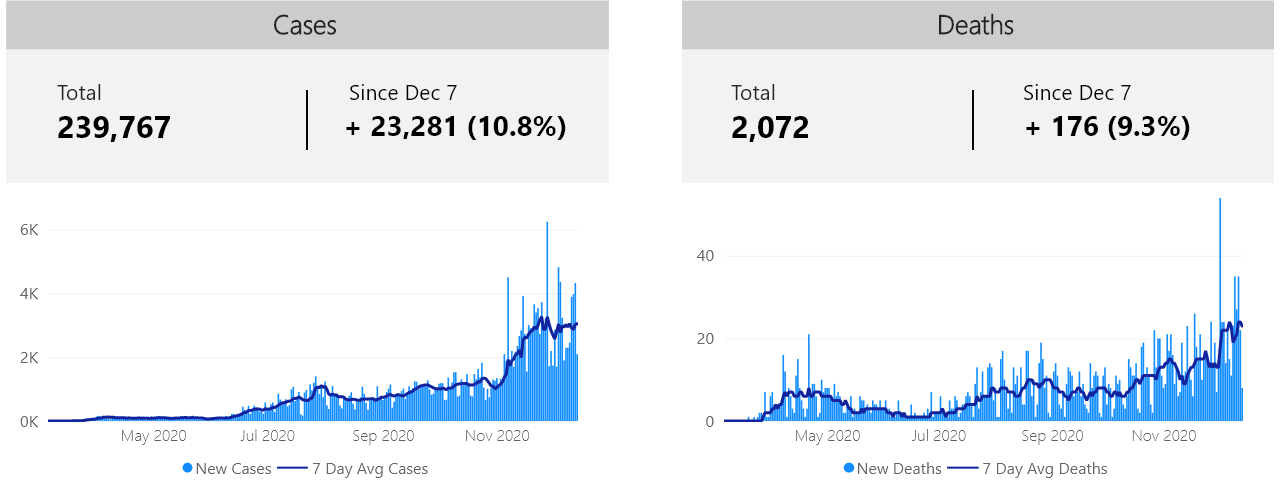 Cases
Total
239,767
Since Dec 7
+ 23,281 (10.8%)
6K
4K
2K
0K
May 2020
Jul 2020
Sep 2020
Nov 2020
New Cases
7 Day Avg Cases
Deaths
Total
2,072
Since Dec 7
+ 176 (9.3%)
40
20
0
May 2020
Jul 2020
Sep 2020
Nov 2020
New Deaths
7 Day Avg Deaths